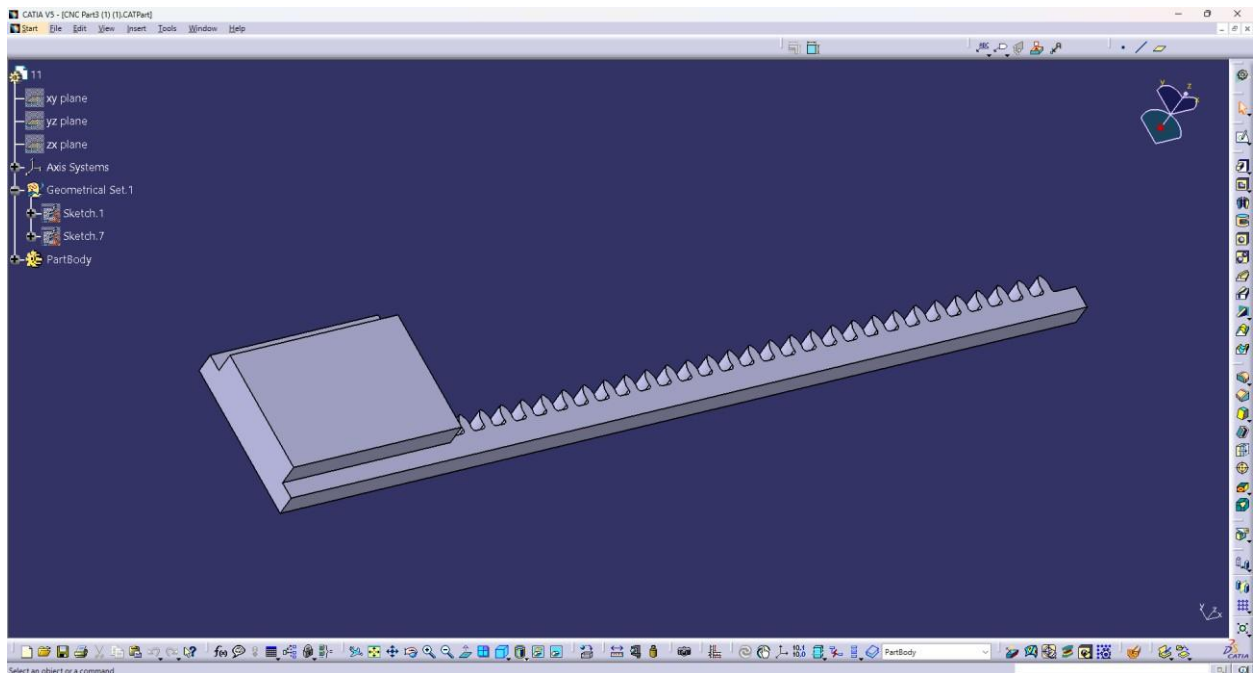 CATIA V5 - [CNC Part3 (1) (1).CATPart]
Start File Edit View Insert Tools Window Help
11
xy plane
yz plane
zx plane
Axis Systems
Geometrical Set.1
Sketch.1
Sketch.7
PartBody
PartBody
CATIA
Select an object or a command